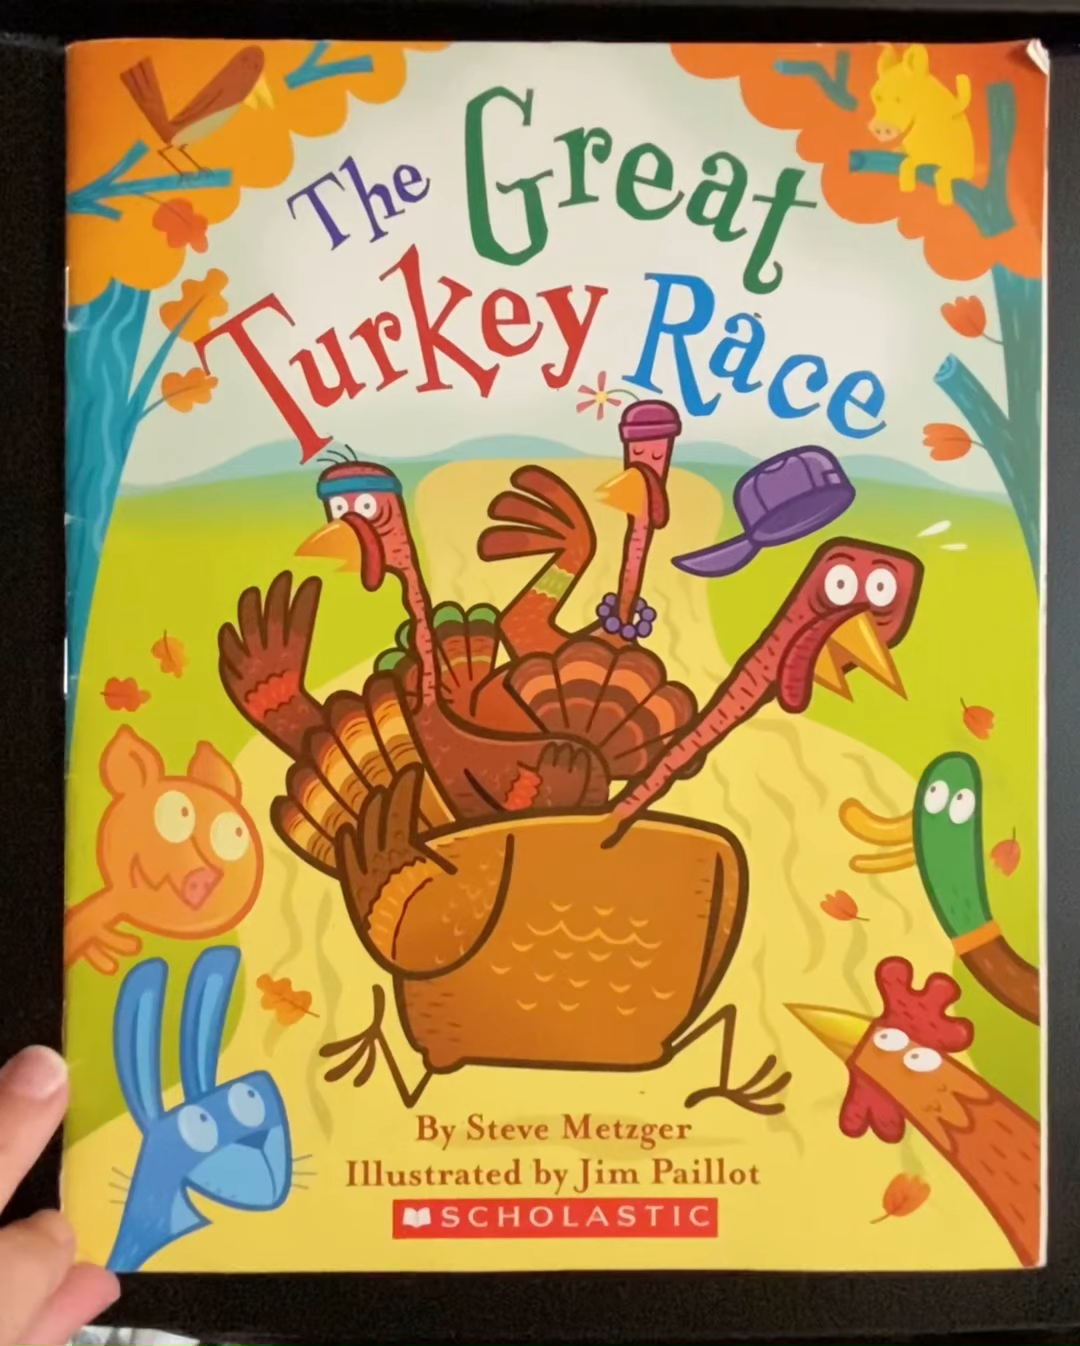 The Great
Turkey Race
By Steve Metzger
Illustrated by Jim Paillot
SCHOLASTIC